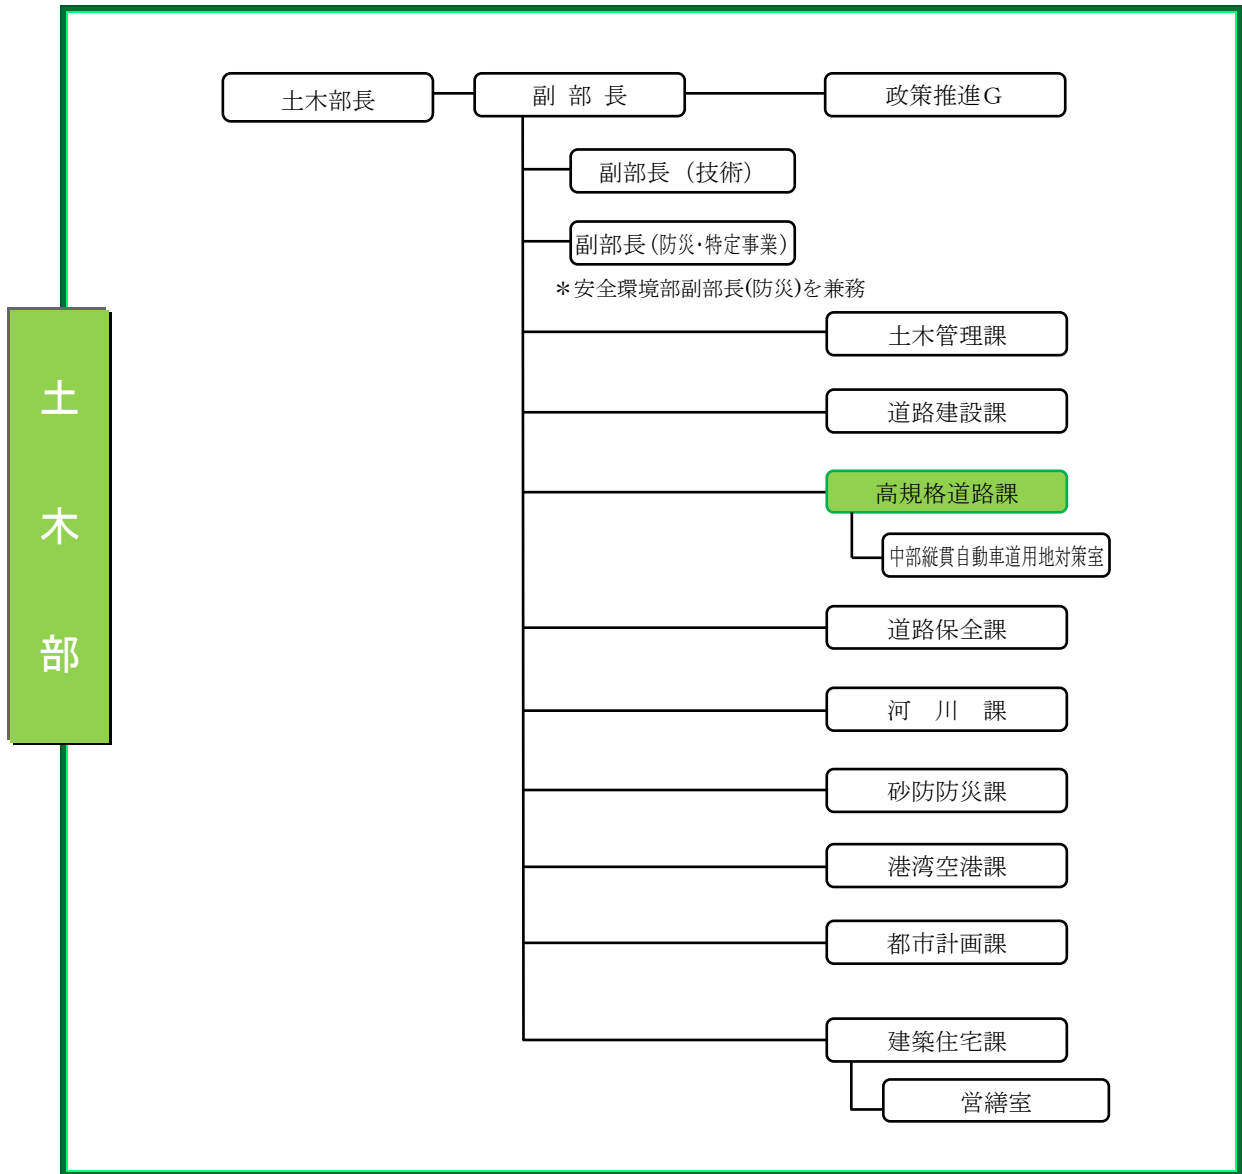 土木部長
副 部 長
政策推進G
副部長（技術）
副部長（防災・特定事業）
＊安全環境部副部長(防災)を兼務
土木管理課
道路建設課
高規格道路課
中部縦貫自動車道用地対策室
道路保全課
河　川　課
砂防防災課
港湾空港課
都市計画課
建築住宅課
営繕室
土木部